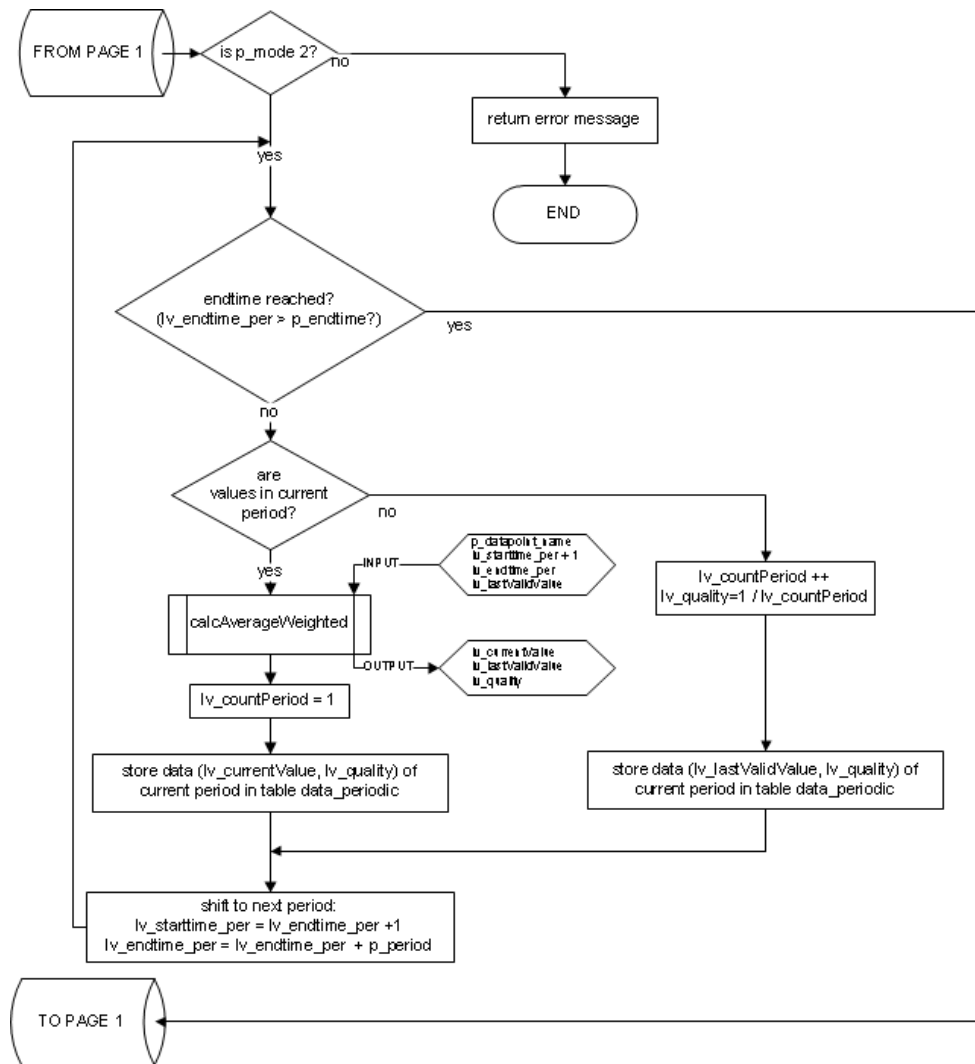 FROM PAGE 1
is p_mode 2?
no
return error message
yes
END
endtime reached?
(lv_endtime_per > p_endtime?)
yes
no
are
values in current
period?
no
yes
INPUT
p_datapoint_name
lv_starttime_per + 1
lv_endtime_per
lv_lastValidValue
lv_countPeriod ++
lv_quality=1 / lv_countPeriod
calcAverageWeighted
OUTPUT
lv_currentValue
lv_lastValidValue
lv_quality
lv_countPeriod = 1
store data (lv_currentValue, lv_quality) of
current period in table data_periodic
store data (lv_lastValidValue, lv_quality) of
current period in table data_periodic
shift to next period:
lv_starttime_per = lv_endtime_per +1
lv_endtime_per = lv_endtime_per + p_period
TO PAGE 1